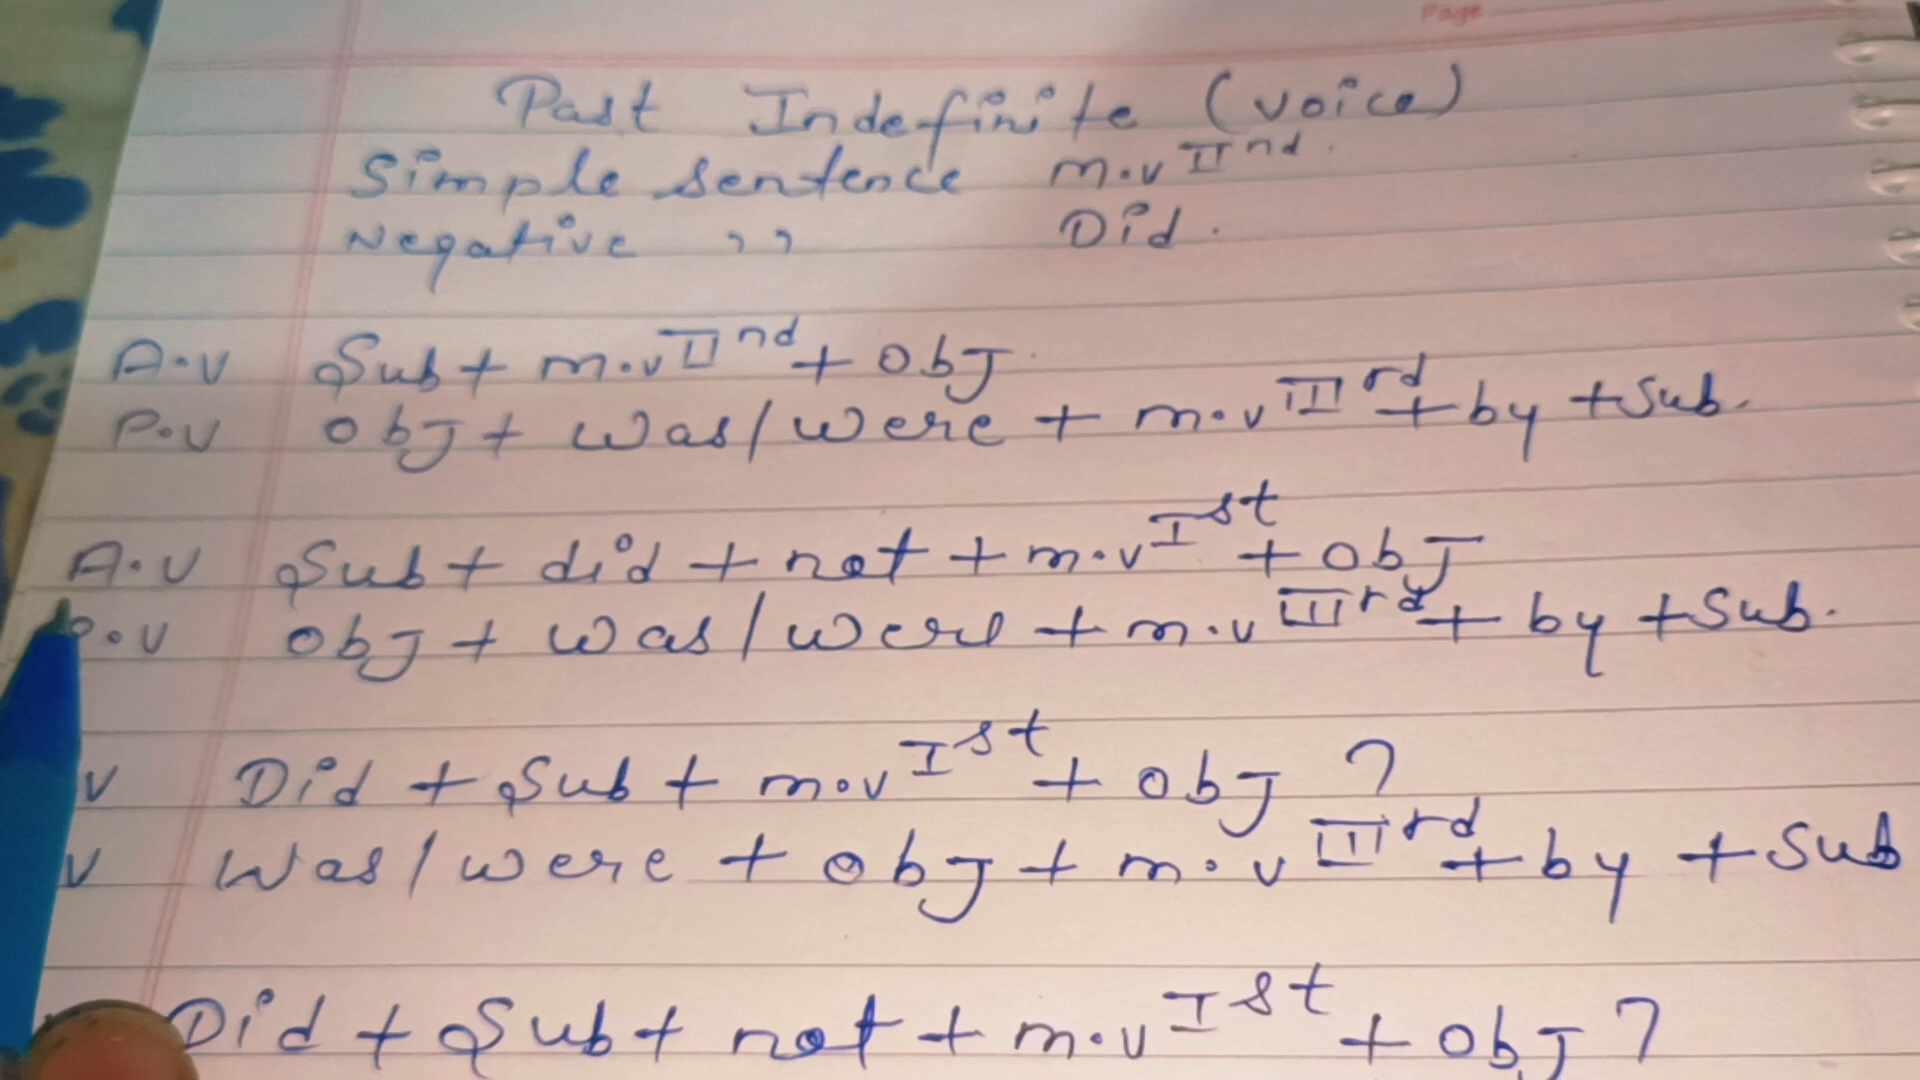 Page
Past Indefinite (voice)
Simple sentence m.v IInd.
Negative ,, Did.
A.V Sub + m.v IInd + obj.
P.V obj + was/were + m.v IIIrd + by + sub.
A.V Sub + did + not + m.v Ist + obj
P.V obj + was/were + m.v IIIrd + by + sub.
V Did + Sub + m.v Ist + obj ?
V Was/were + obj + m.v IIIrd + by + sub
Did + Sub + not + m.v Ist + obj ?